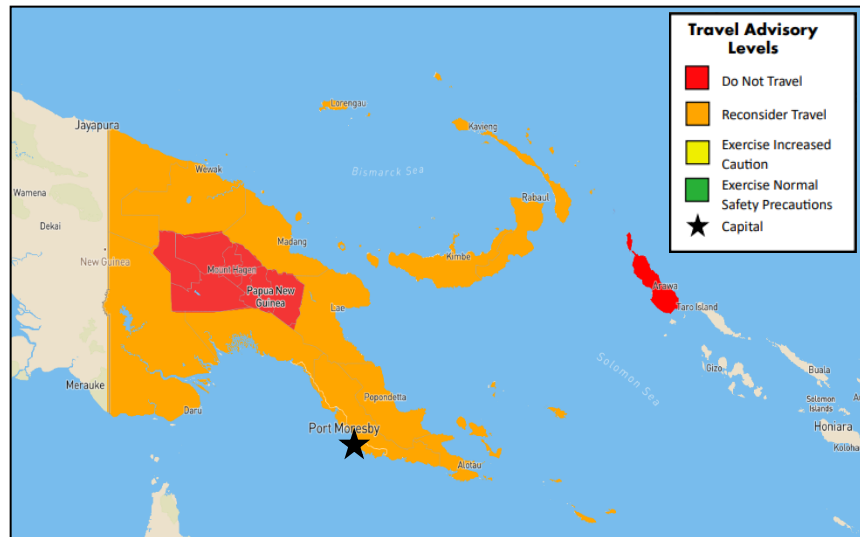 Travel Advisory
Levels
Do Not Travel
Reconsider Travel
Exercise Increased
Caution
Exercise Normal
Safety Precautions
Capital
Lorengau
Jayapura
Kavieng
Wewak
Bismarck Sea
Wamena
Rabaul
Dekai
Madang
Kimbe
New Guinea
Mount Hagen
Papua New
Guinea
Arawa
Lae
Taro Island
Solomon Sea
Gizo
Buala
Merauke
Popondetta
Solomon
Islands
Daru
Port Moresby
Honiara
Alotau